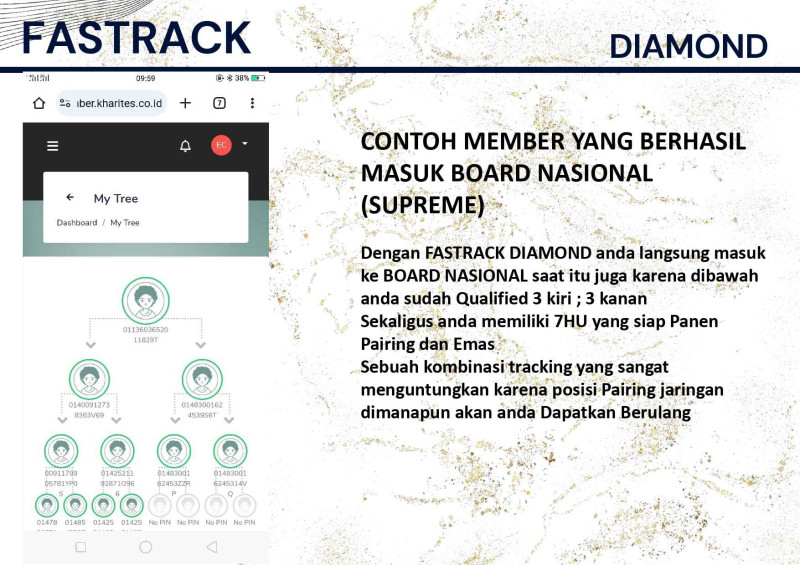 FASTRACK
DIAMOND
09:59
38%
ber.kharites.co.id
7
EC
My Tree
Dashboard / My Tree
01136036520
11829T
0140091273
8383V69
0148300162
4539S8T
00911799
05781YP0
S
01425211
92871O96
6
01483001
62453ZZR
P
01483001
6245314V
Q
01478
01485
01425
01425
No PIN
No PIN
No PIN
No PIN
CONTOH MEMBER YANG BERHASIL
MASUK BOARD NASIONAL
(SUPREME)
Dengan FASTRACK DIAMOND anda langsung masuk
ke BOARD NASIONAL saat itu juga karena dibawah
anda sudah Qualified 3 kiri ; 3 kanan
Sekaligus anda memiliki 7HU yang siap Panen
Pairing dan Emas
Sebuah kombinasi tracking yang sangat
menguntungkan karena posisi Pairing jaringan
dimanapun akan anda Dapatkan Berulang